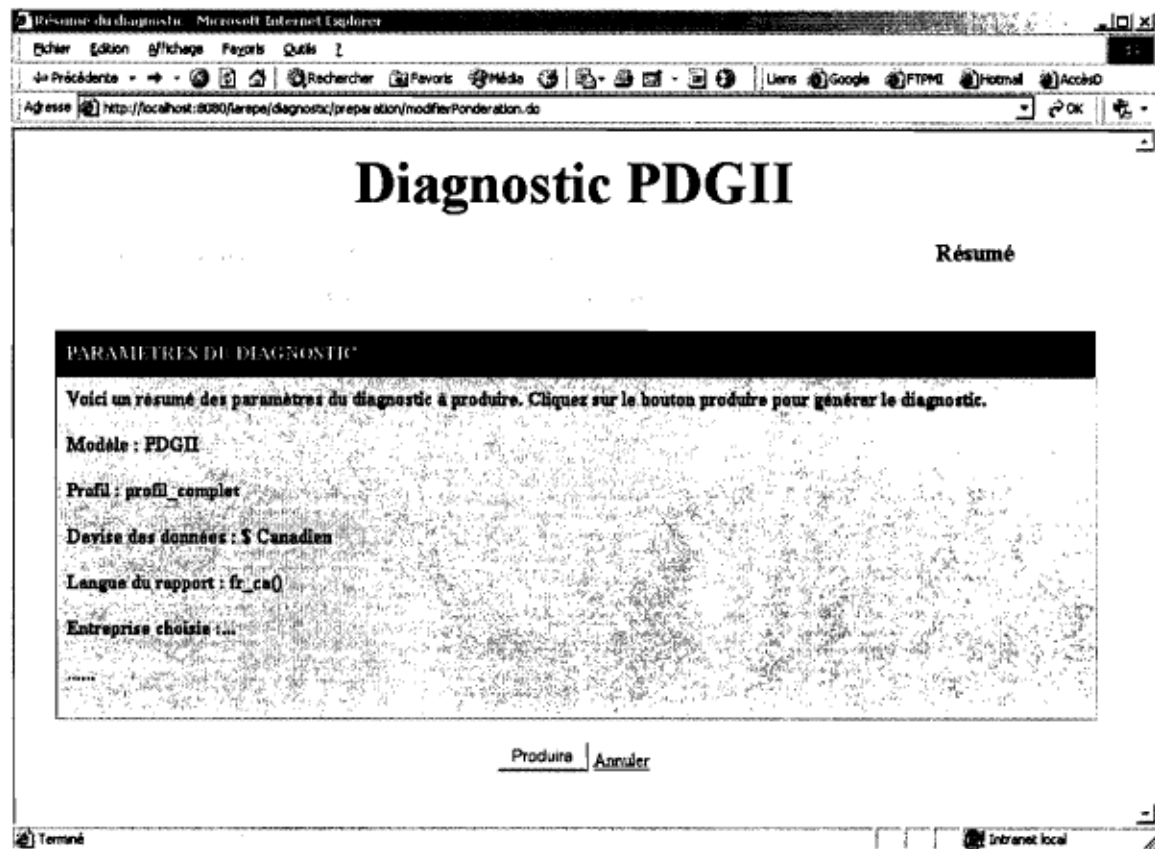 Résumé du diagnostic - Microsoft Internet Explorer
Fichier Edition Affichage Favoris Outils ?
Précédente Rechercher Favoris Média Liens Google FTPMI Hotmail AccèsD
Adresse http://localhost:8080/larepe/diagnostic/preparation/modifierPonderation.do OK
Diagnostic PDGII
Résumé
PARAMETRES DU DIAGNOSTIC
Voici un résumé des paramètres du diagnostic à produire. Cliquez sur le bouton produire pour générer le diagnostic.
Modèle : PDGII
Profil : profil_complet
Devise des données : $ Canadien
Langue du rapport : fr_ca()
Entreprise choisie :...
......
Produire Annuler
Terminé Intranet local